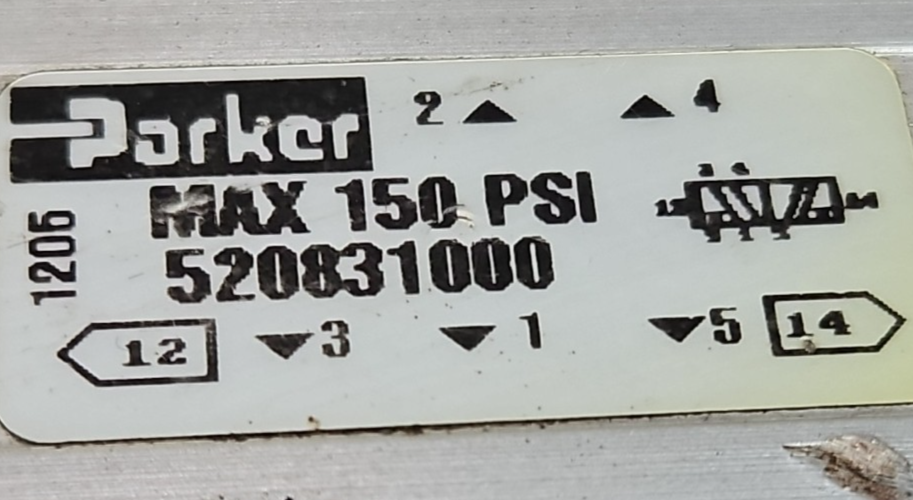 Parker 2 ▲ ▲ 4
MAX 150 PSI
520831000
1206
12 ▼ 3 ▼ 1 ▼ 5 14